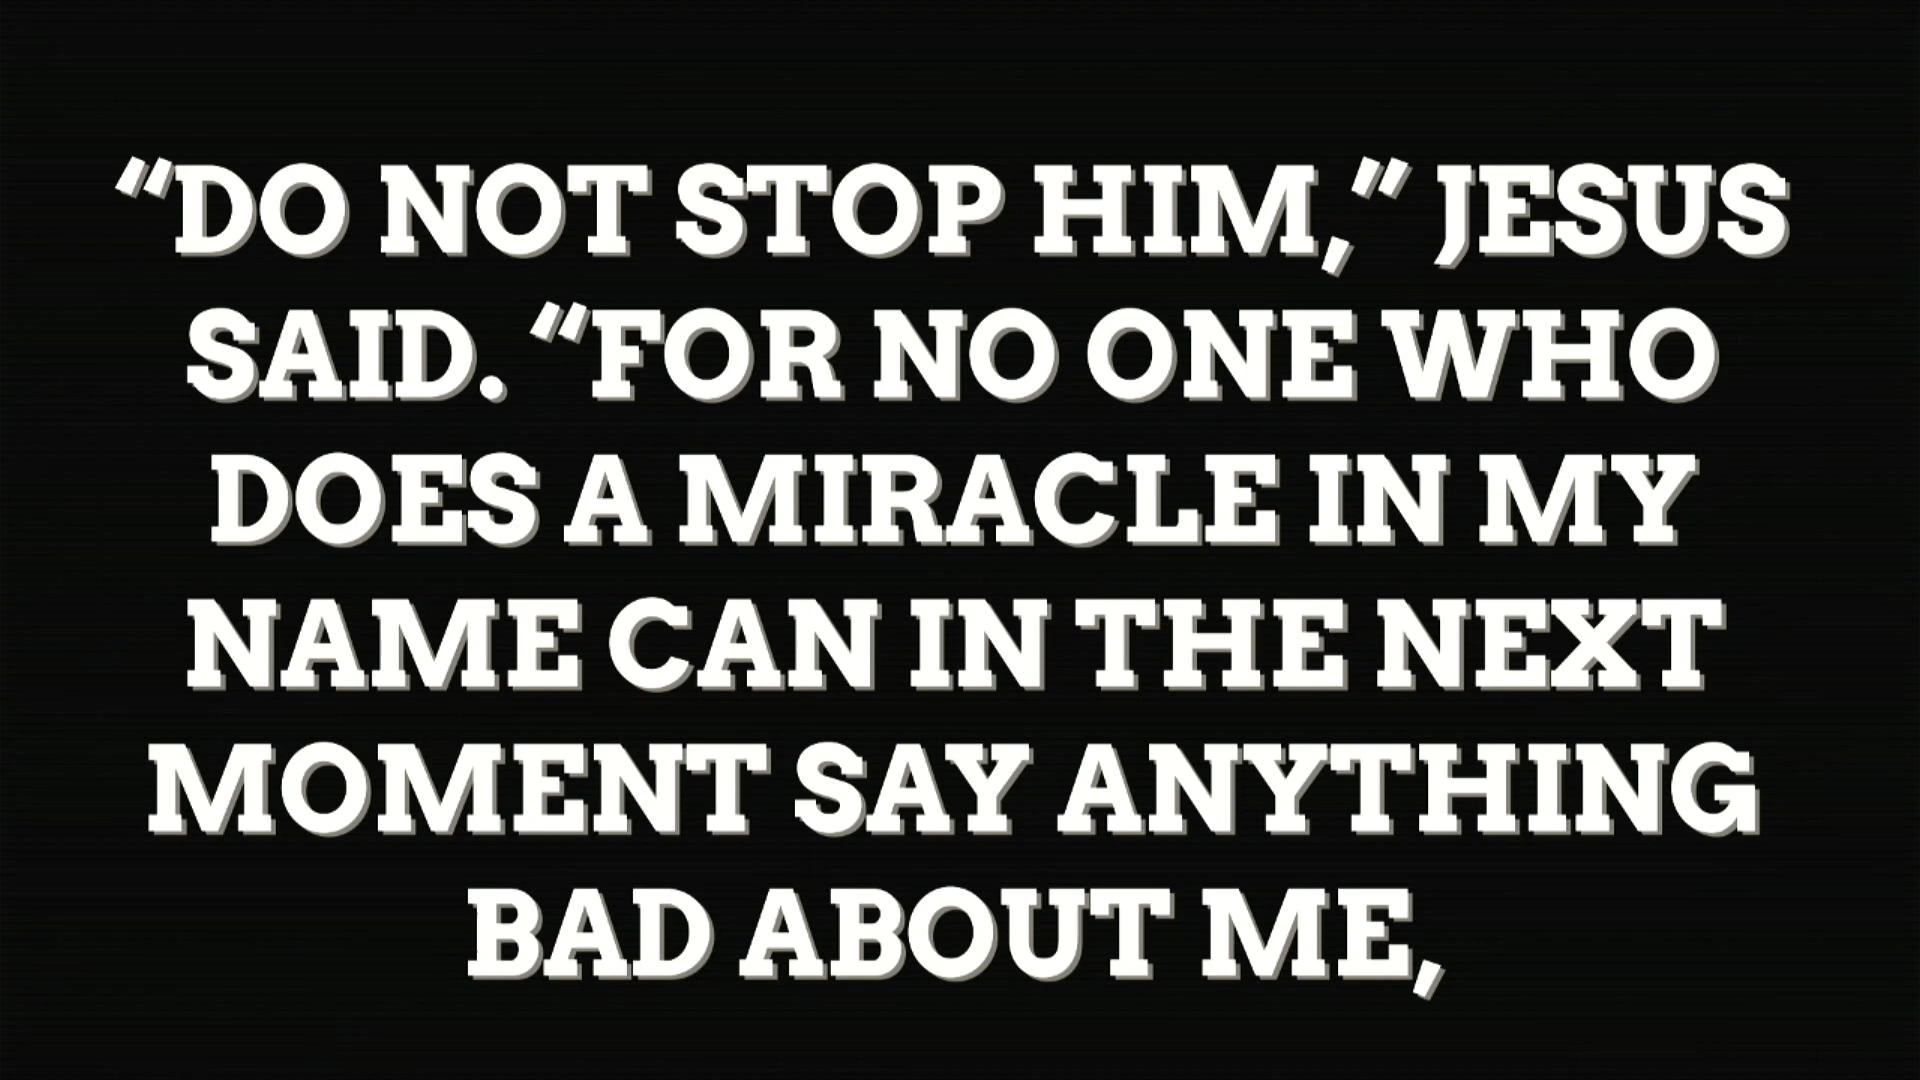 “DO NOT STOP HIM,” JESUS
SAID. “FOR NO ONE WHO
DOES A MIRACLE IN MY
NAME CAN IN THE NEXT
MOMENT SAY ANYTHING
BAD ABOUT ME,